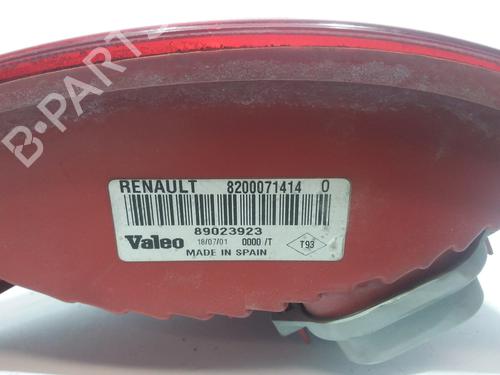 B-PARTS
RENAULT 8200071414 0
89023923
Valeo 18/07/01 0000 /T T93
MADE IN SPAIN